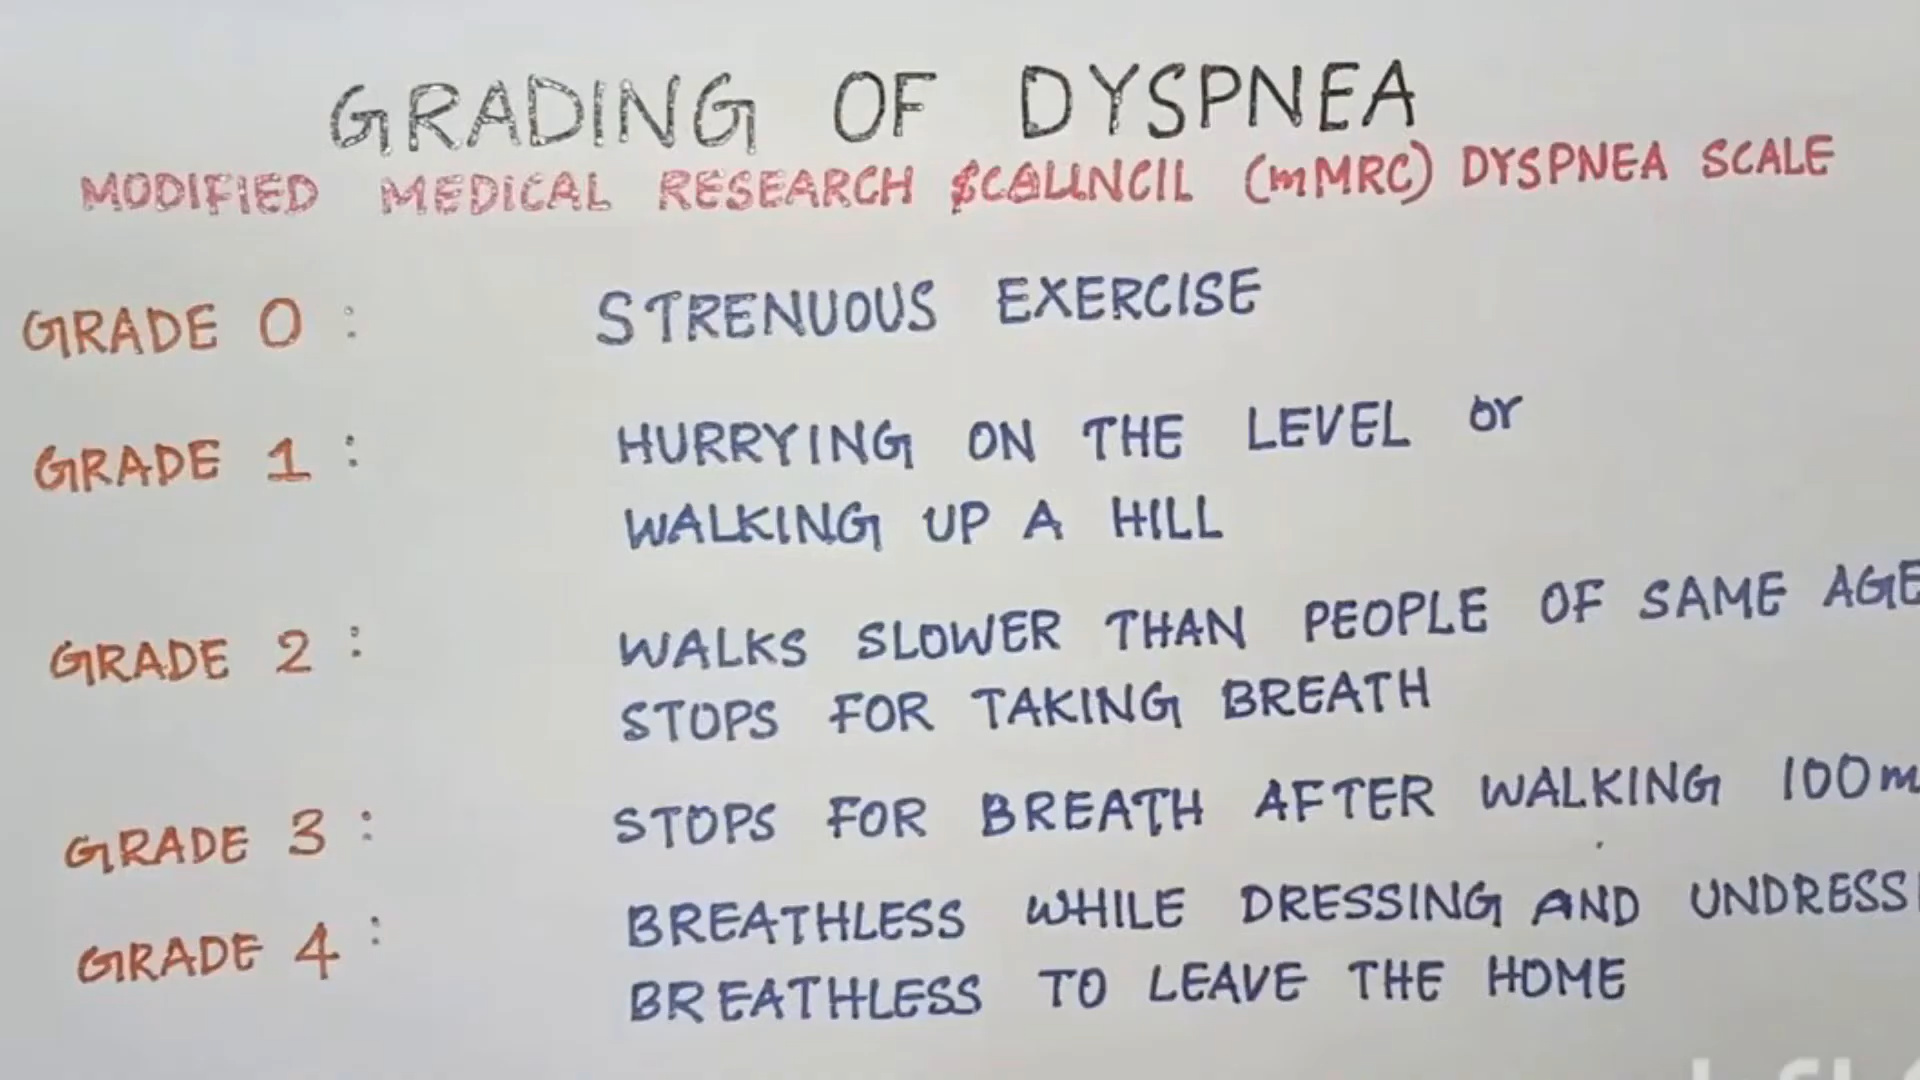 GRADING OF DYSPNEA
MODIFIED MEDICAL RESEARCH COUNCIL (mMRC) DYSPNEA SCALE
GRADE 0 : STRENUOUS EXERCISE
GRADE 1 : HURRYING ON THE LEVEL or
WALKING UP A HILL
GRADE 2 : WALKS SLOWER THAN PEOPLE OF SAME AGE
STOPS FOR TAKING BREATH
GRADE 3 : STOPS FOR BREATH AFTER WALKING 100m
GRADE 4 : BREATHLESS WHILE DRESSING AND UNDRESSI
BREATHLESS TO LEAVE THE HOME